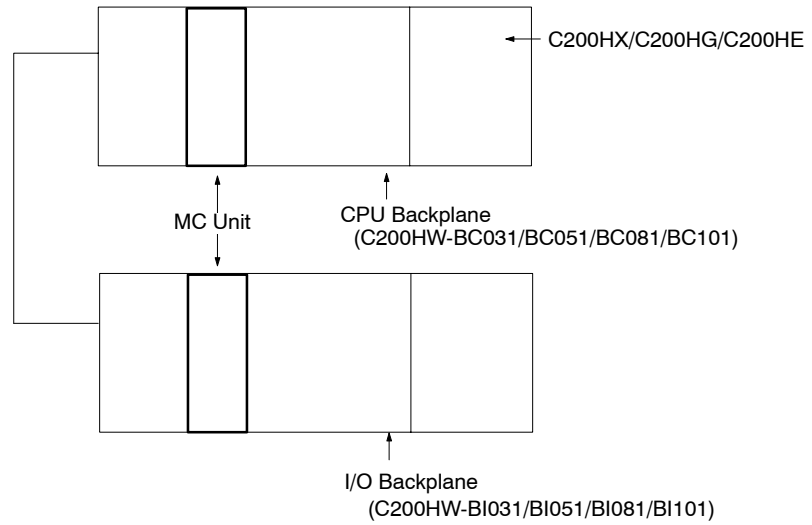 C200HX/C200HG/C200HE
MC Unit
CPU Backplane
(C200HW-BC031/BC051/BC081/BC101)
I/O Backplane
(C200HW-BI031/BI051/BI081/BI101)